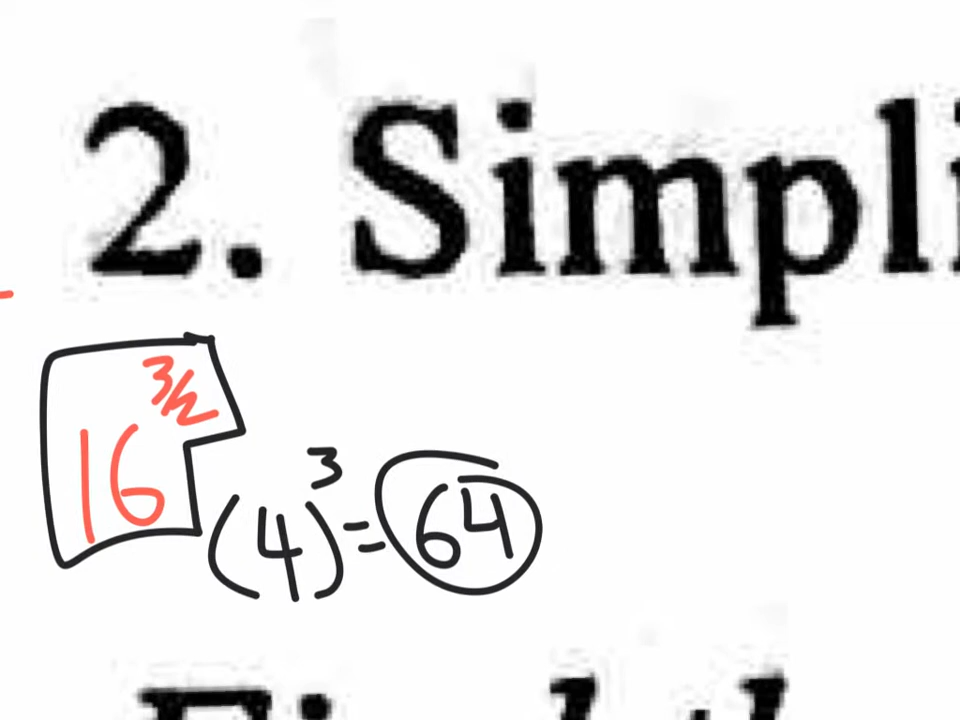 2. Simpli
16^{3/2} (4)^3 = 64